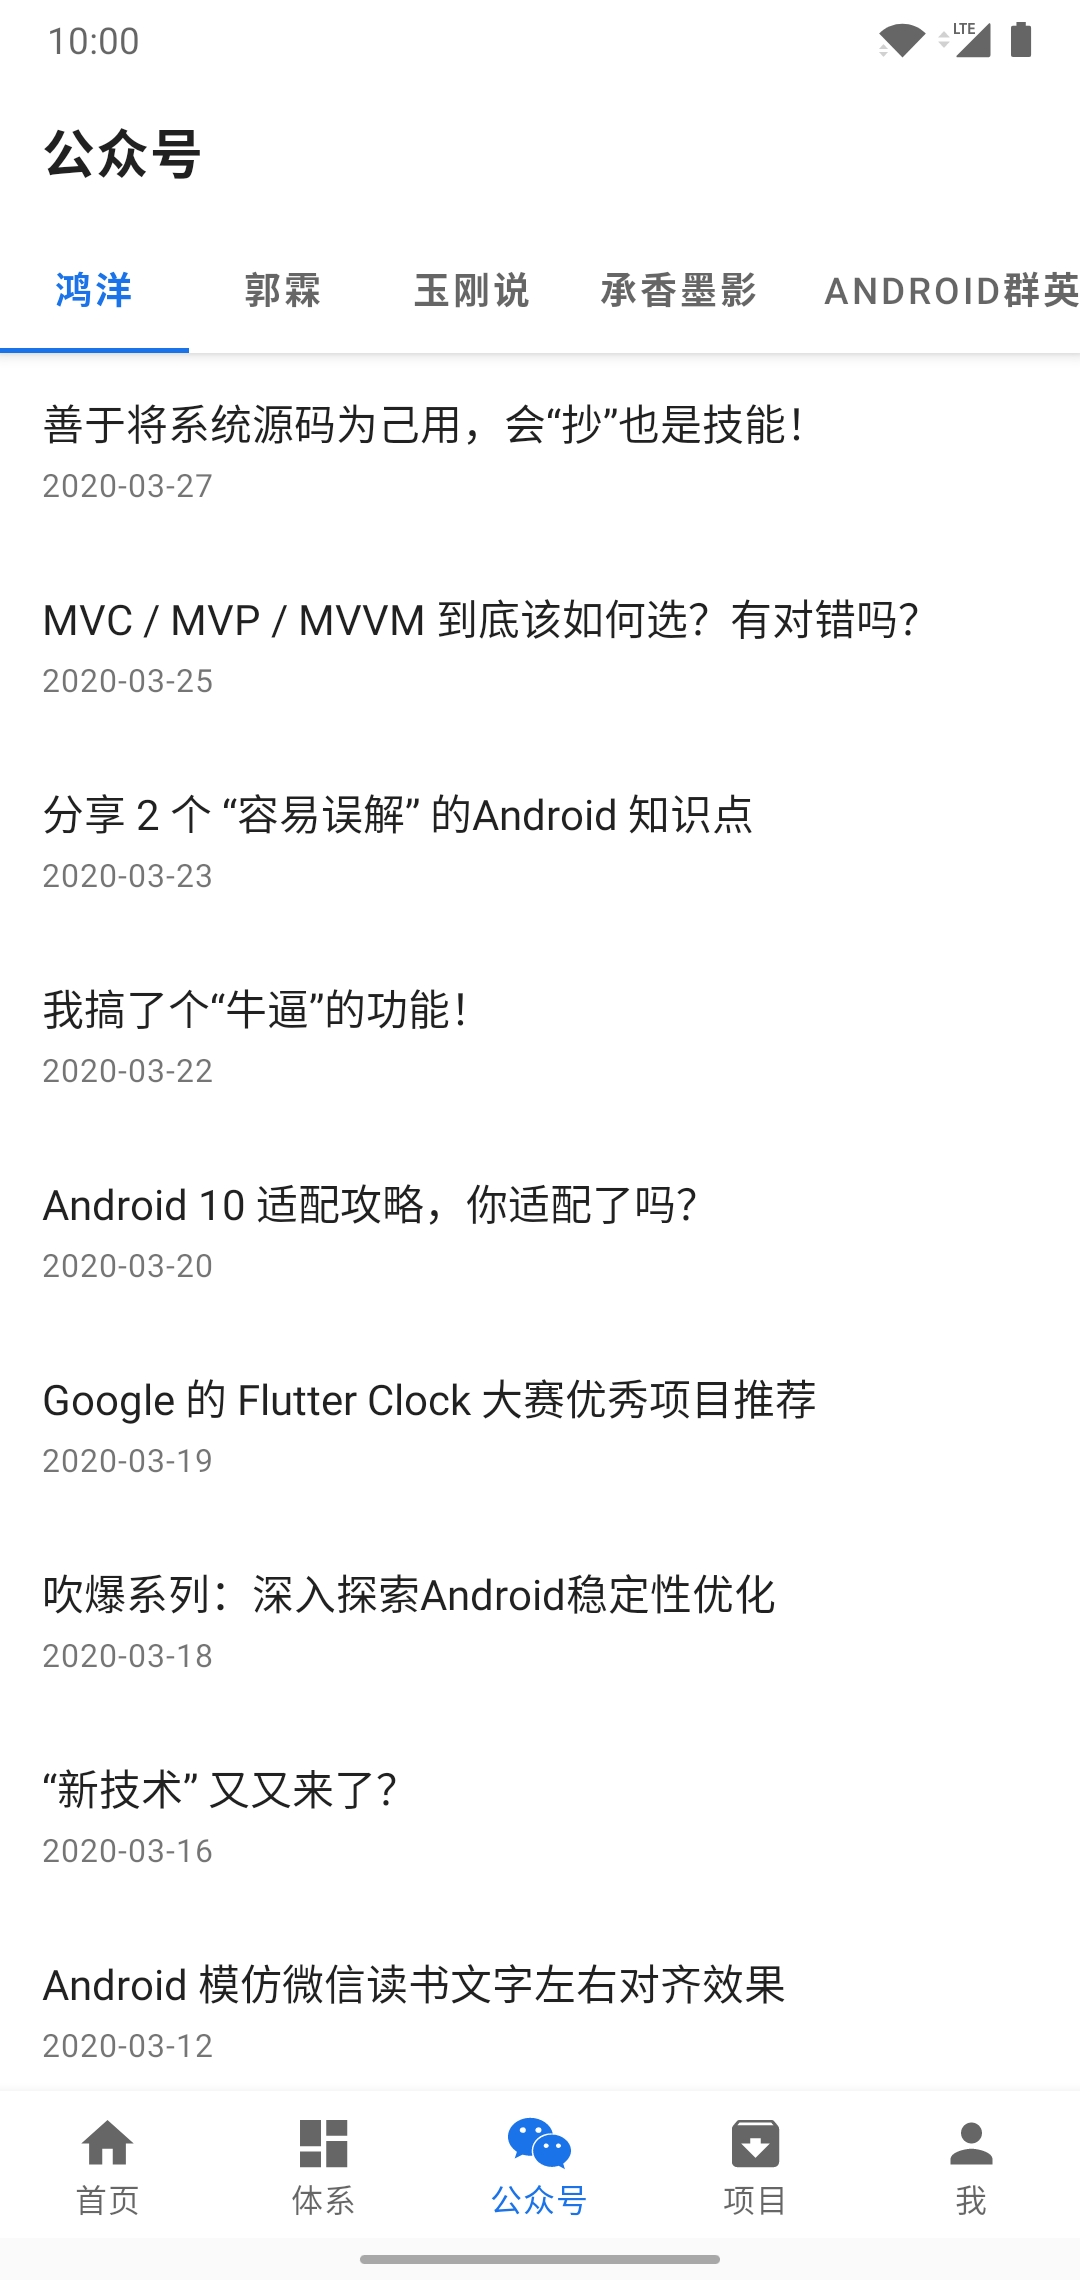 10:00
LTE
公众号
鸿洋 郭霖 玉刚说 承香墨影 ANDROID群英
善于将系统源码为己用，会“抄”也是技能！
2020-03-27
MVC / MVP / MVVM 到底该如何选？有对错吗？
2020-03-25
分享 2 个 “容易误解” 的Android 知识点
2020-03-23
我搞了个“牛逼”的功能！
2020-03-22
Android 10 适配攻略，你适配了吗？
2020-03-20
Google 的 Flutter Clock 大赛优秀项目推荐
2020-03-19
吹爆系列：深入探索Android稳定性优化
2020-03-18
“新技术” 又又来了？
2020-03-16
Android 模仿微信读书文字左右对齐效果
2020-03-12
首页 体系 公众号 项目 我